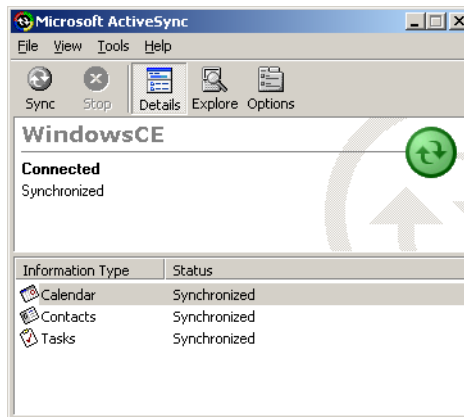 Microsoft ActiveSync
File View Tools Help
Sync Stop Details Explore Options
WindowsCE
Connected
Synchronized
Information Type Status
Calendar Synchronized
Contacts Synchronized
Tasks Synchronized